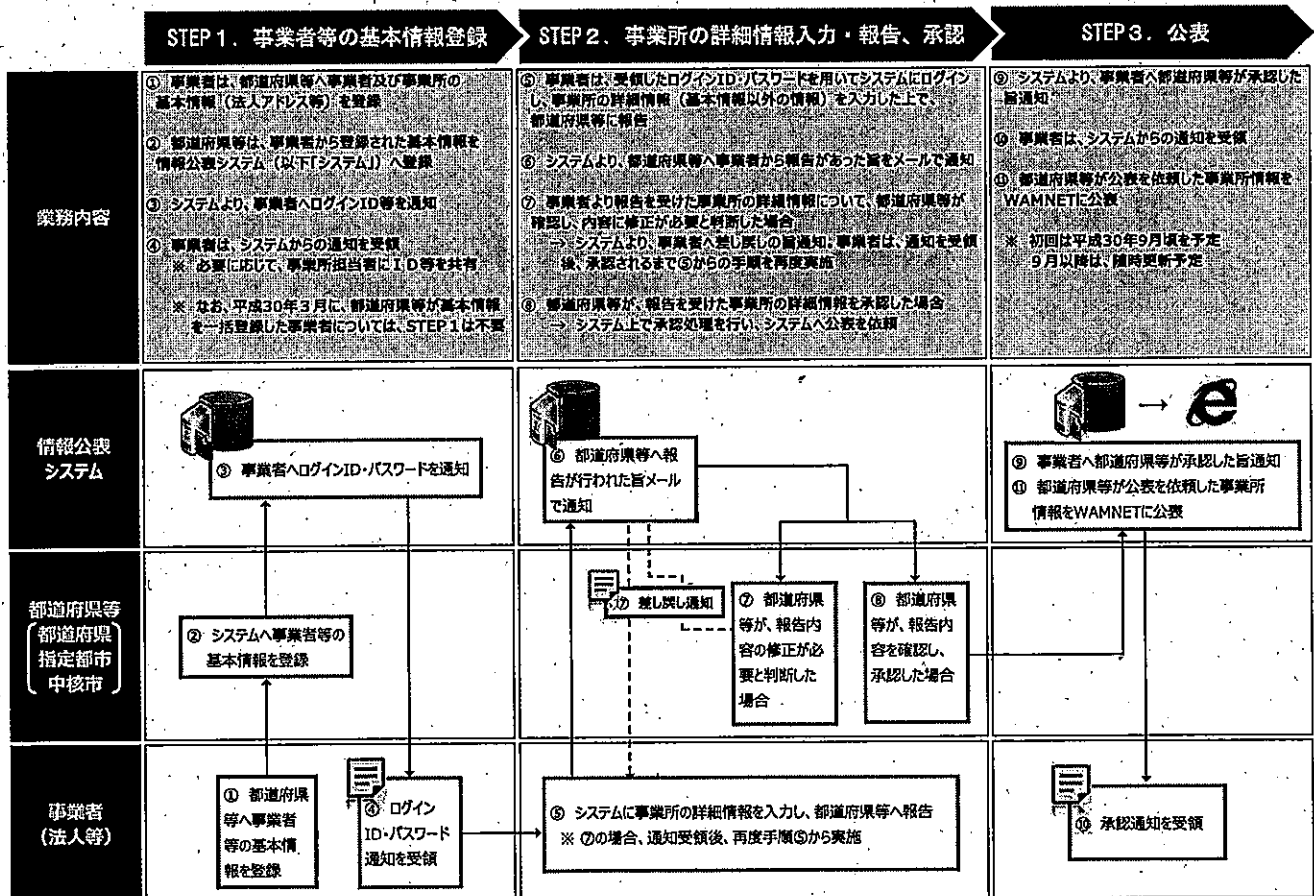 STEP 1. 事業者等の基本情報登録
STEP 2. 事業所の詳細情報入力・報告、承認
STEP 3. 公表
業務内容
① 事業者は、都道府県等へ事業者及び事業所の
基本情報（法人アドレス等）を登録
② 都道府県等は、事業者から登録された基本情報を
情報公表システム（以下「システム」）へ登録
③ システムより、事業者へログインID等を通知
④ 事業者は、システムからの通知を受領
※ 必要に応じて、事業所担当者にＩＤ等を共有
※ なお、平成30年３月に、都道府県等が基本情報
を一括登録した事業者については、STEP１は不要
⑤ 事業者は、受領したログインID・パスワードを用いてシステムにログイン
し、事業所の詳細情報（基本情報以外の情報）を入力した上で、
都道府県等に報告
⑥ システムより、都道府県等へ事業者から報告があった旨をメールで通知
⑦ 事業者より報告を受けた事業所の詳細情報について、都道府県等が
確認し、内容に修正が必要と判断した場合
→ システムより、事業者へ差し戻しの旨通知。事業者は、通知を受領
後、承認されるまで⑤からの手順を再度実施
⑧ 都道府県等が、報告を受けた事業所の詳細情報を承認した場合
→ システム上で承認処理を行い、システムへ公表を依頼
⑨ システムより、事業者へ都道府県等が承認した
旨通知
⑩ 事業者は、システムからの通知を受領
⑪ 都道府県等が公表を依頼した事業所情報を
WAMNETに公表
※ 初回は平成30年9月頃を予定
９月以降は、随時更新予定
情報公表
システム
③ 事業者へログインID・パスワードを通知
⑥ 都道府県等へ報
告が行われた旨メール
で通知
⑨ 事業者へ都道府県等が承認した旨通知
⑪ 都道府県等が公表を依頼した事業所
情報をWAMNETに公表
都道府県等
都道府県
指定都市
中核市
② システムへ事業者等の
基本情報を登録
⑦ 差し戻し通知
⑦ 都道府県
等が、報告内
容の修正が必
要と判断した
場合
⑧ 都道府県
等が、報告内
容を確認し、
承認した場合
事業者
（法人等）
① 都道府県
等へ事業者
等の基本情
報を登録
④ ログイン
ID・パスワード
通知を受領
⑤ システムに事業所の詳細情報を入力し、都道府県等へ報告
※ ⑦の場合、通知受領後、再度手順⑤から実施
⑩ 承認通知を受領